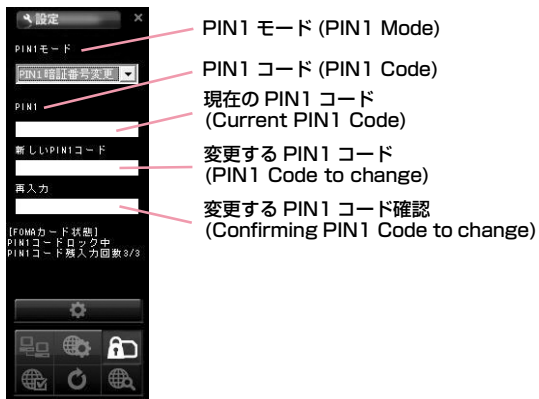 設定
×
PIN1モード
PIN1暗証番号変更
PIN1
新しいPIN1コード
再入力
[FOMAカード状態]
PIN1コードロック中
PIN1コード残入力回数3/3
PIN1 モード (PIN1 Mode)
PIN1 コード (PIN1 Code)
現在の PIN1 コード
(Current PIN1 Code)
変更する PIN1 コード
(PIN1 Code to change)
変更する PIN1 コード確認
(Confirming PIN1 Code to change)